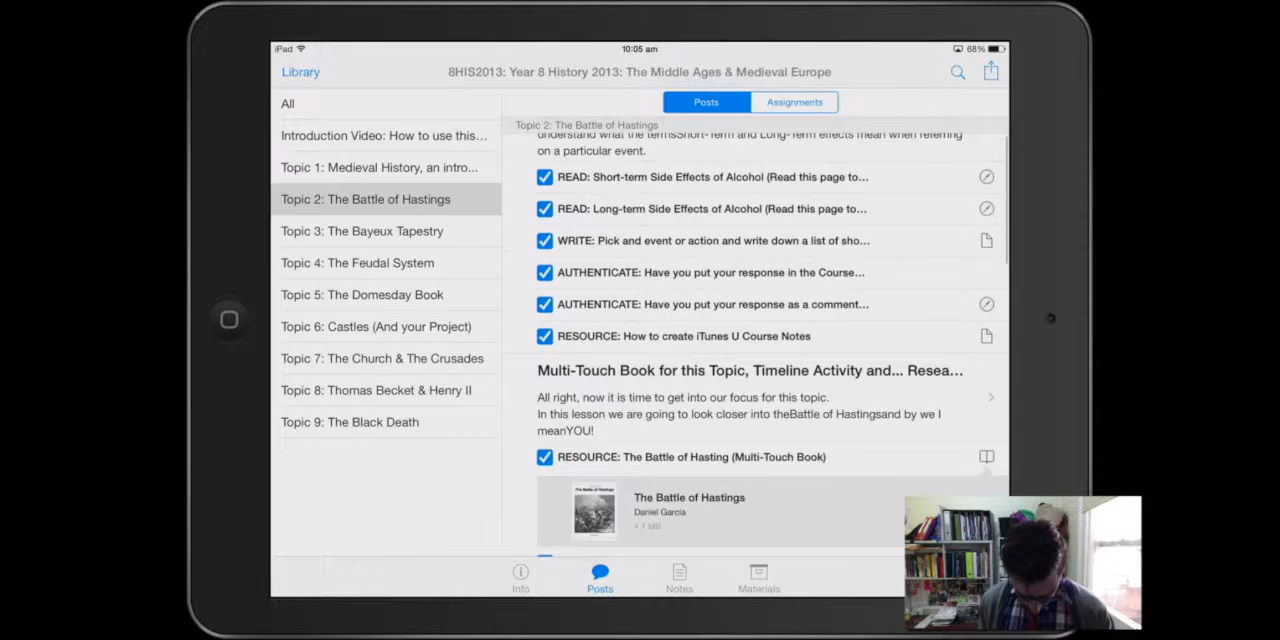 iPad
10:05 am
68%
Library
8HIS2013: Year 8 History 2013: The Middle Ages & Medieval Europe
Posts
Assignments
All
Introduction Video: How to use this…
Topic 1: Medieval History, an intro...
Topic 2: The Battle of Hastings
Topic 3: The Bayeux Tapestry
Topic 4: The Feudal System
Topic 5: The Domesday Book
Topic 6: Castles (And your Project)
Topic 7: The Church & The Crusades
Topic 8: Thomas Becket & Henry II
Topic 9: The Black Death
Topic 2: The Battle of Hastings
understand what the termsShort-Term and Long-Term effects mean when referring
on a particular event.
READ: Short-term Side Effects of Alcohol (Read this page to…
READ: Long-term Side Effects of Alcohol (Read this page to…
WRITE: Pick and event or action and write down a list of sho…
AUTHENTICATE: Have you put your response in the Course…
AUTHENTICATE: Have you put your response as a comment…
RESOURCE: How to create iTunes U Course Notes
Multi-Touch Book for this Topic, Timeline Activity and... Resea…
All right, now it is time to get into our focus for this topic.
In this lesson we are going to look closer into theBattle of Hastingsand by we I
meanYOU!
RESOURCE: The Battle of Hasting (Multi-Touch Book)
The Battle of Hastings
The Battle of Hastings
Daniel Garcia
4.7 MB
Info
Posts
Notes
Materials